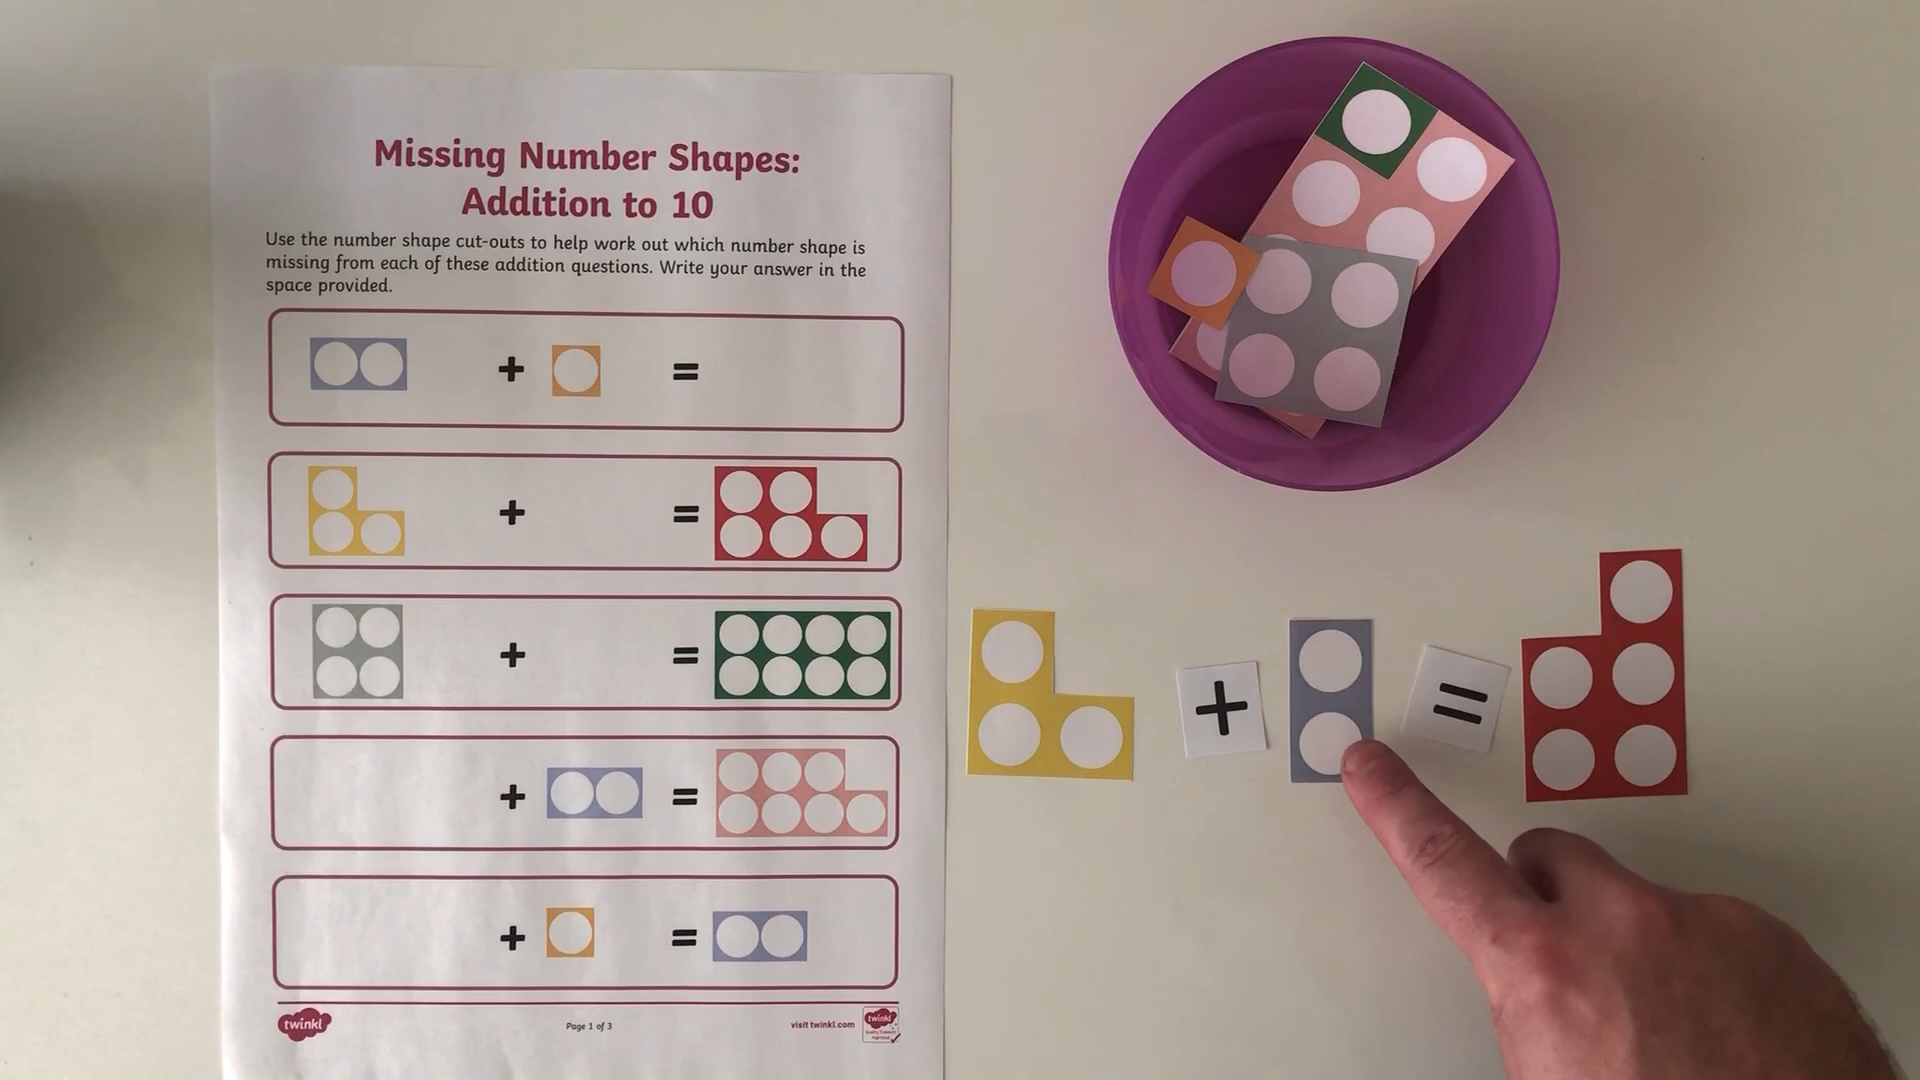 Missing Number Shapes:
Addition to 10
Use the number shape cut-outs to help work out which number shape is
missing from each of these addition questions. Write your answer in the
space provided.
+ =
+ =
+ =
+ =
+ =
+ =
twinkl
Page 1 of 3
visit twinkl.com
twinkl